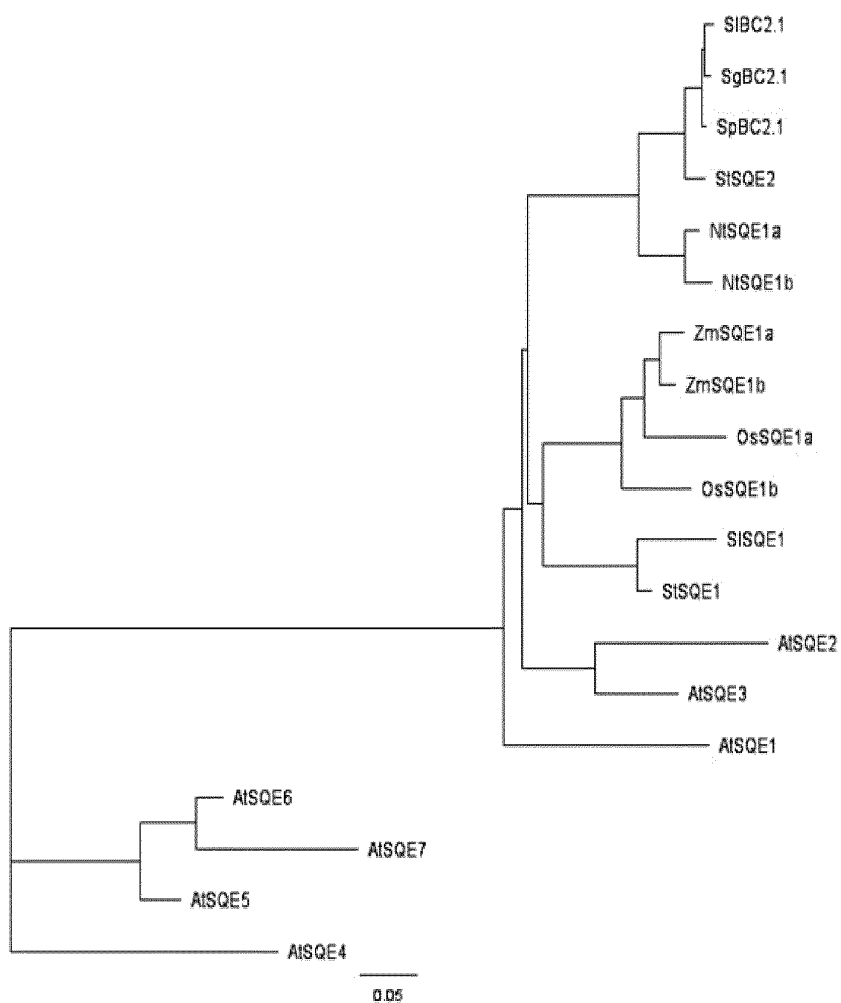 SlBC2.1
SgBC2.1
SpBC2.1
StSQE2
NtSQE1a
NtSQE1b
ZmSQE1a
ZmSQE1b
OsSQE1a
OsSQE1b
SlSQE1
StSQE1
AtSQE2
AtSQE3
AtSQE1
AtSQE6
AtSQE7
AtSQE5
AtSQE4
0.05